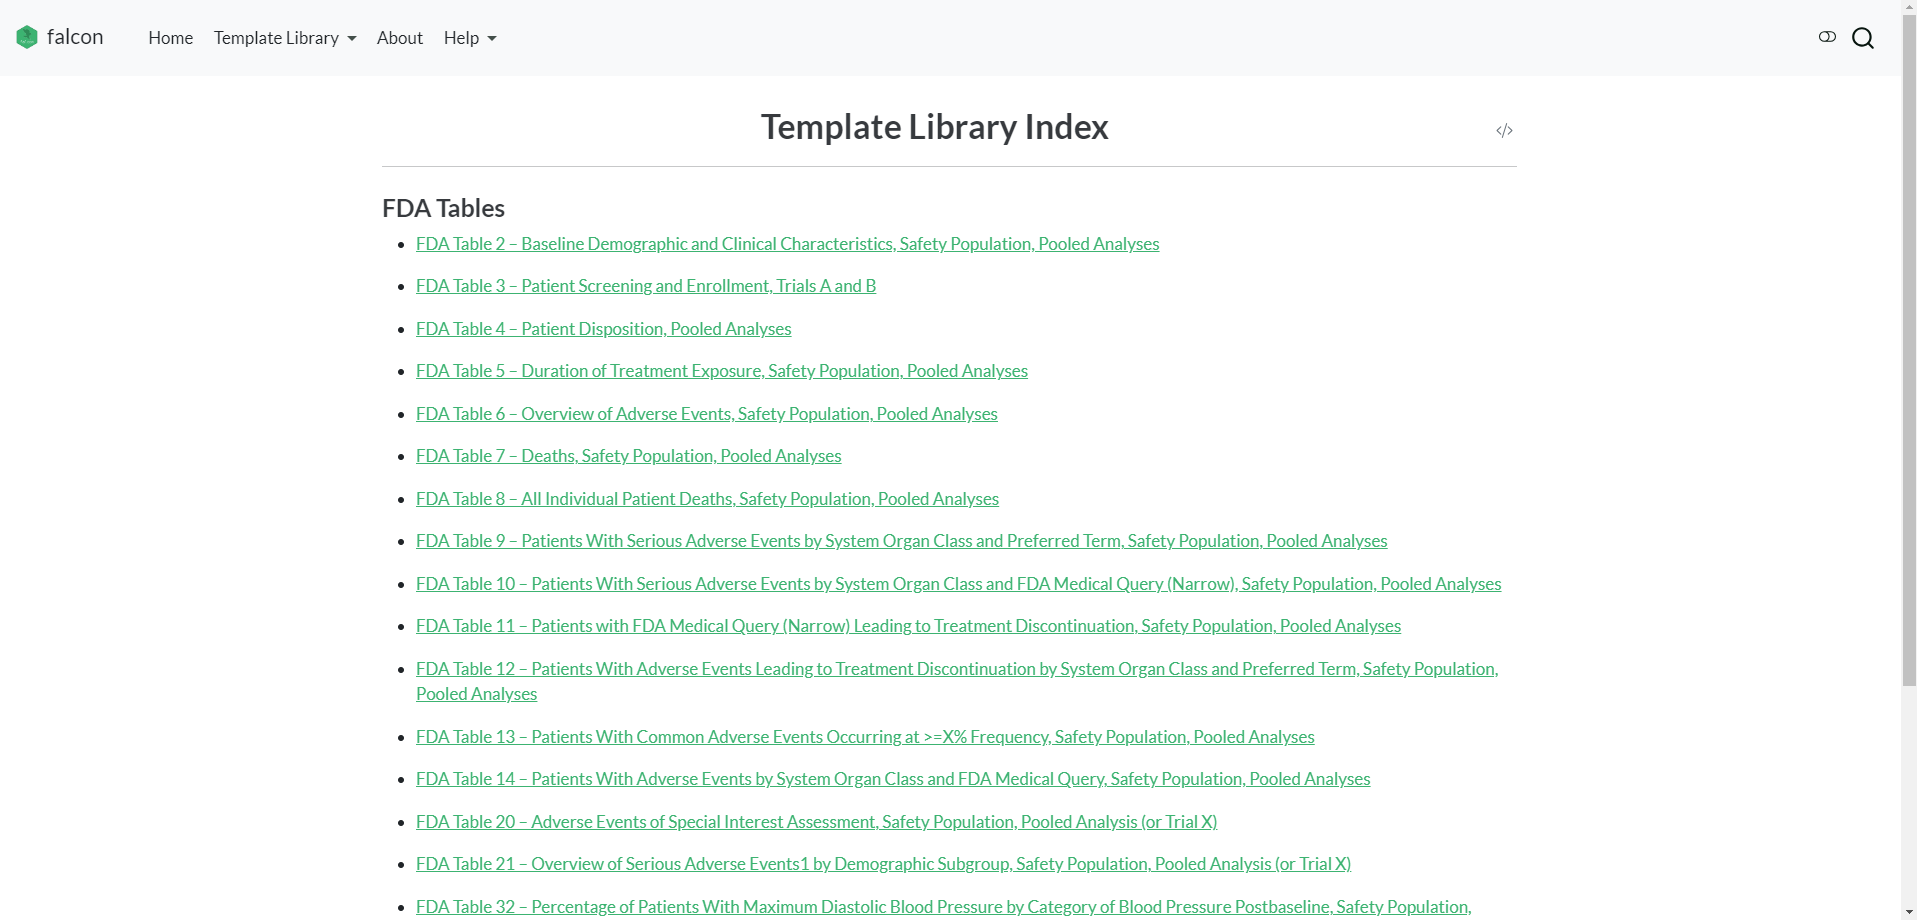 falcon
Home
Template Library
About
Help
Template Library Index
</>
FDA Tables
FDA Table 2 – Baseline Demographic and Clinical Characteristics, Safety Population, Pooled Analyses
FDA Table 3 – Patient Screening and Enrollment, Trials A and B
FDA Table 4 – Patient Disposition, Pooled Analyses
FDA Table 5 – Duration of Treatment Exposure, Safety Population, Pooled Analyses
FDA Table 6 – Overview of Adverse Events, Safety Population, Pooled Analyses
FDA Table 7 – Deaths, Safety Population, Pooled Analyses
FDA Table 8 – All Individual Patient Deaths, Safety Population, Pooled Analyses
FDA Table 9 – Patients With Serious Adverse Events by System Organ Class and Preferred Term, Safety Population, Pooled Analyses
FDA Table 10 – Patients With Serious Adverse Events by System Organ Class and FDA Medical Query (Narrow), Safety Population, Pooled Analyses
FDA Table 11 – Patients with FDA Medical Query (Narrow) Leading to Treatment Discontinuation, Safety Population, Pooled Analyses
FDA Table 12 – Patients With Adverse Events Leading to Treatment Discontinuation by System Organ Class and Preferred Term, Safety Population,
Pooled Analyses
FDA Table 13 – Patients With Common Adverse Events Occurring at >=X% Frequency, Safety Population, Pooled Analyses
FDA Table 14 – Patients With Adverse Events by System Organ Class and FDA Medical Query, Safety Population, Pooled Analyses
FDA Table 20 – Adverse Events of Special Interest Assessment, Safety Population, Pooled Analysis (or Trial X)
FDA Table 21 – Overview of Serious Adverse Events1 by Demographic Subgroup, Safety Population, Pooled Analysis (or Trial X)
FDA Table 32 – Percentage of Patients With Maximum Diastolic Blood Pressure by Category of Blood Pressure Postbaseline, Safety Population,